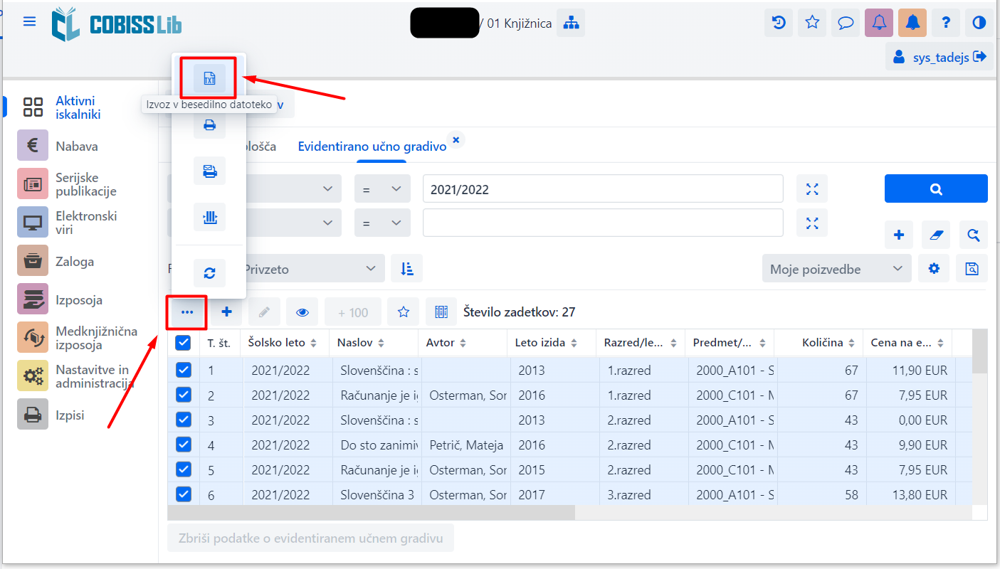 COBISS Lib
/ 01 Knjižnica
?
sys_tadejs
TXT
Izvoz v besedilno datoteko
v
Aktivni
iskalniki
€
Nabava
Serijske
publikacije
Elektronski
viri
Zaloga
Izposoja
Medknjižnična
izposoja
Nastavitve in
administracija
Izpisi
lošča
Evidentirano učno gradivo
= 2021/2022
=
Privzeto
Moje poizvedbe
+ 100
Število zadetkov: 27
T. št. Šolsko leto Naslov Avtor Leto izida Razred/le... Predmet/... Količina Cena na e...
1 2021/2022 Slovenščina : s 2013 1.razred 2000_A101 - S 67 11,90 EUR
2 2021/2022 Računanje je ig Osterman, Sor 2016 1.razred 2000_C101 - M 67 7,95 EUR
3 2021/2022 Slovenščina : s 2013 2.razred 2000_A101 - S 43 0,00 EUR
4 2021/2022 Do sto zanimiv Petrič, Mateja 2016 2.razred 2000_C101 - M 43 9,90 EUR
5 2021/2022 Računanje je ig Osterman, Sor 2015 2.razred 2000_C101 - M 43 7,95 EUR
6 2021/2022 Slovenščina 3 Osterman, Sor 2017 3.razred 2000_A101 - S 58 13,80 EUR
Zbriši podatke o evidentiranem učnem gradivu